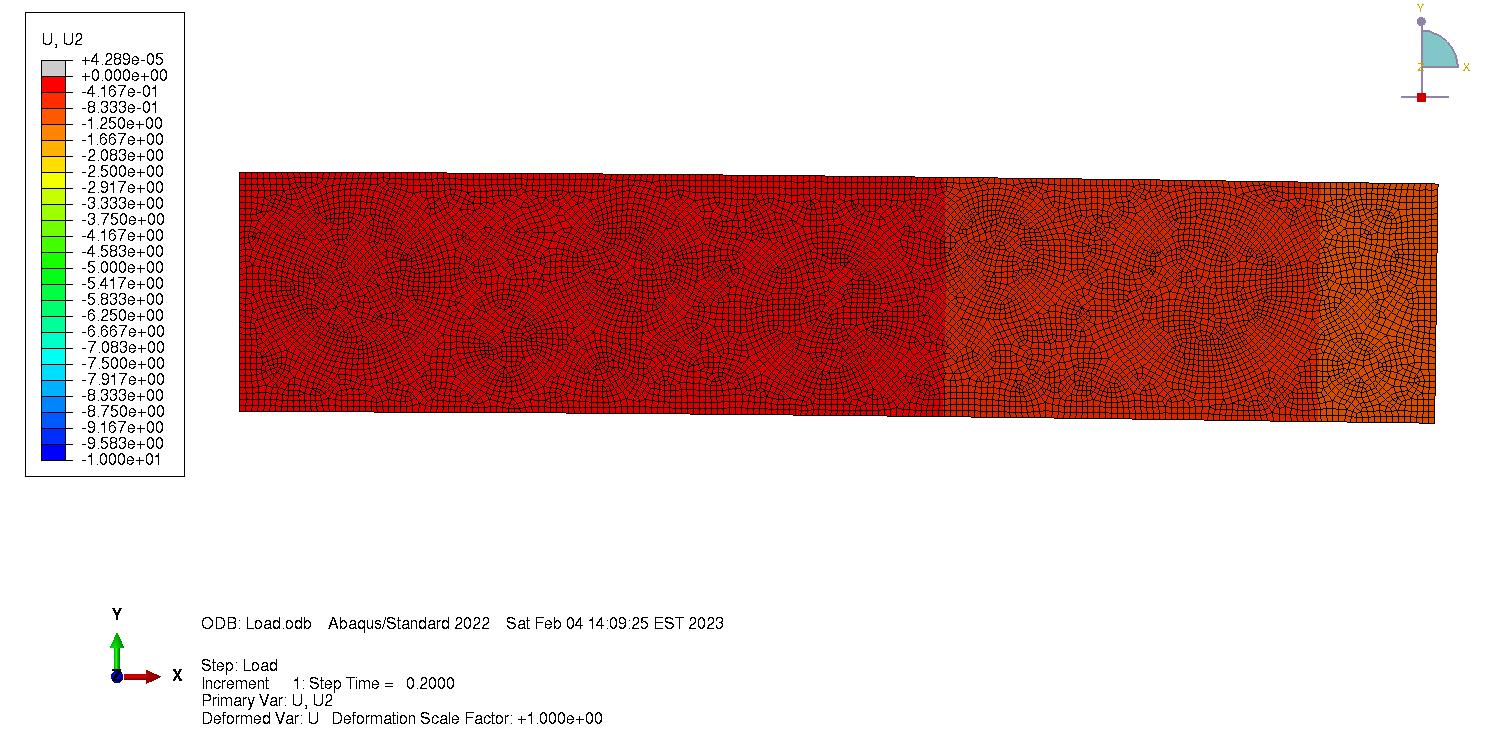 U, U2
+4.289e-05
+0.000e+00
-4.167e-01
-8.333e-01
-1.250e+00
-1.667e+00
-2.083e+00
-2.500e+00
-2.917e+00
-3.333e+00
-3.750e+00
-4.167e+00
-4.583e+00
-5.000e+00
-5.417e+00
-5.833e+00
-6.250e+00
-6.667e+00
-7.083e+00
-7.500e+00
-7.917e+00
-8.333e+00
-8.750e+00
-9.167e+00
-9.583e+00
-1.000e+01
Y
Z X
Y
Z X
ODB: Load.odb Abaqus/Standard 2022 Sat Feb 04 14:09:25 EST 2023
Step: Load
Increment 1: Step Time = 0.2000
Primary Var: U, U2
Deformed Var: U Deformation Scale Factor: +1.000e+00